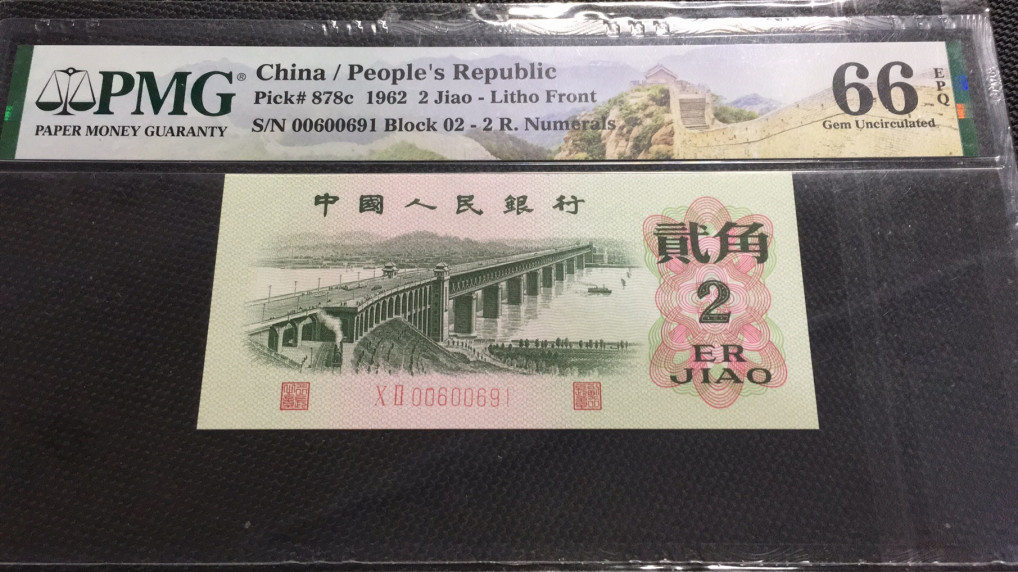 PMG®
PAPER MONEY GUARANTY
China / People's Republic
Pick# 878c 1962 2 Jiao - Litho Front
S/N 00600691 Block 02 - 2 R. Numerals
66 EPQ
Gem Uncirculated
中國人民銀行
貳角
2
ER
JIAO
XII 00600691